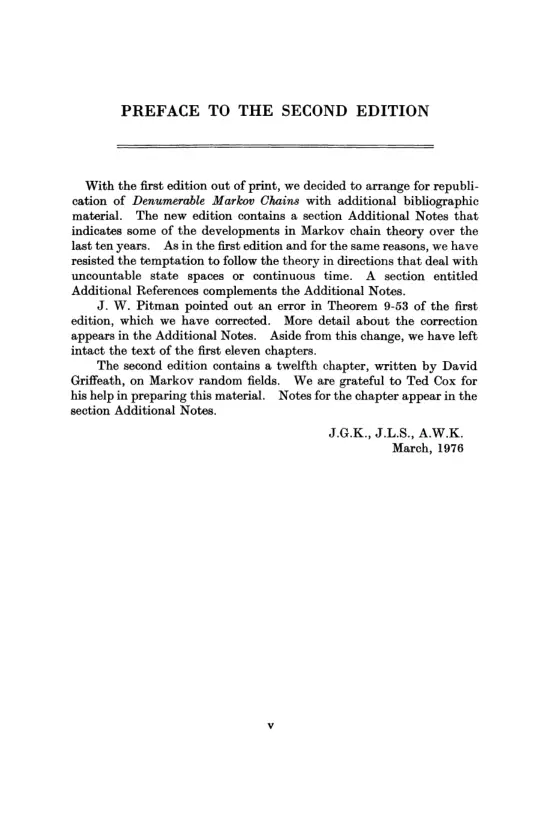 PREFACE TO THE SECOND EDITION
With the first edition out of print, we decided to arrange for republi-
cation of Denumerable Markov Chains with additional bibliographic
material. The new edition contains a section Additional Notes that
indicates some of the developments in Markov chain theory over the
last ten years. As in the first edition and for the same reasons, we have
resisted the temptation to follow the theory in directions that deal with
uncountable state spaces or continuous time. A section entitled
Additional References complements the Additional Notes.
J. W. Pitman pointed out an error in Theorem 9-53 of the first
edition, which we have corrected. More detail about the correction
appears in the Additional Notes. Aside from this change, we have left
intact the text of the first eleven chapters.
The second edition contains a twelfth chapter, written by David
Griffeath, on Markov random fields. We are grateful to Ted Cox for
his help in preparing this material. Notes for the chapter appear in the
section Additional Notes.
J.G.K., J.L.S., A.W.K.
March, 1976
v